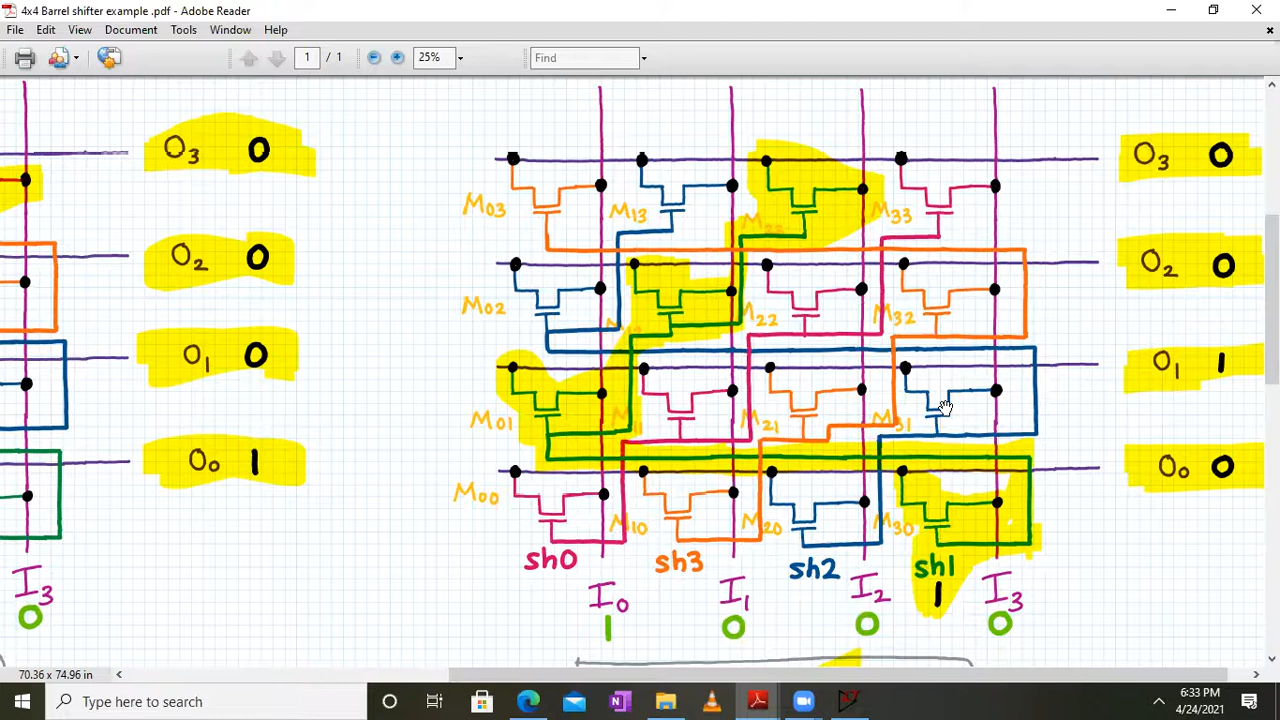 4x4 Barrel shifter example .pdf - Adobe Reader
File Edit View Document Tools Window Help
1 / 1 25% Find
O3 0
O2 0
O1 0
O0 1
I3
0
M03 M13 M33
M02 M22 M32
M01 M11 M21 M31
M00 M10 M20 M30
sh0 sh3 sh2 sh1
1
I0 I1 I2 I3
1 0 0 0
O3 0
O2 0
O1 1
O0 0
70.36 x 74.96 in
Type here to search
6:33 PM
4/24/2021